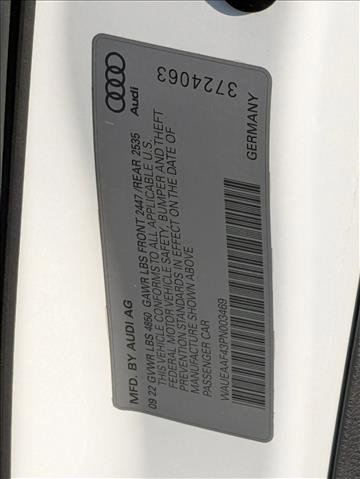 MFD. BY AUDI AG
09.22 GVWR LBS 4850 GAWR LBS FRONT 2447 /REAR 2535
THIS VEHICLE CONFORMS TO ALL APPLICABLE U.S.
FEDERAL MOTOR VEHICLE SAFETY, BUMPER AND THEFT
PREVENTION STANDARDS IN EFFECT ON THE DATE OF
MANUFACTURE SHOWN ABOVE
PASSENGER CAR
WAUEAAF43PN003469
Audi
3724063
GERMANY